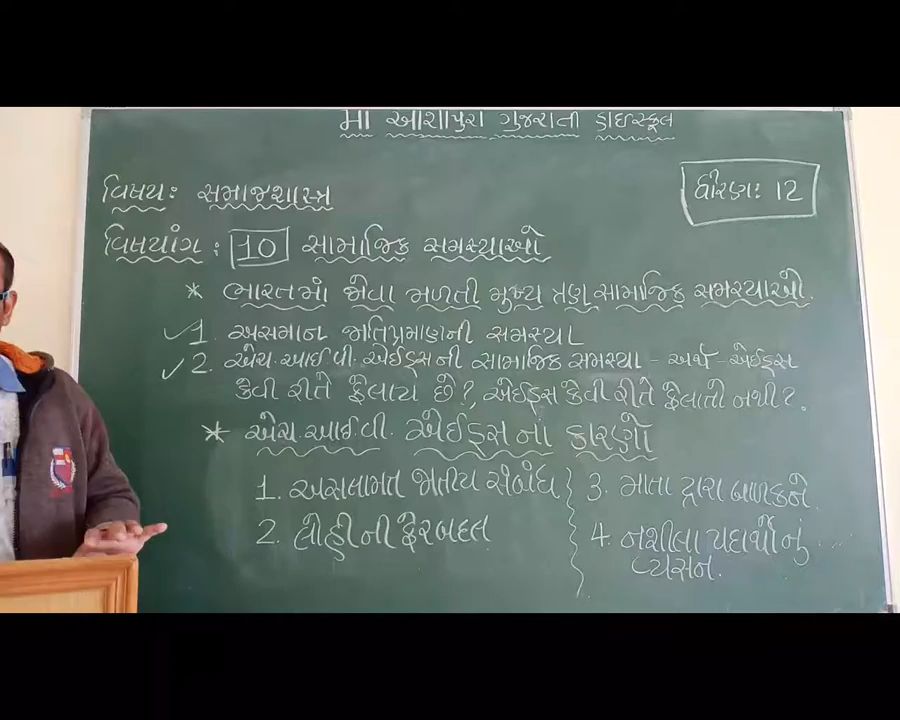 મા આશાપુરા ગુજરાતી હાઈસ્કૂલ
વિષય: સમાજશાસ્ત્ર
ધોરણ: 12
વિષયાંગ: 10 સામાજિક સમસ્યાઓ
* ભારતમાં જોવા મળતી મુખ્ય ત્રણ સામાજિક સમસ્યાઓ.
✓ 1. અસમાન જાતિપ્રમાણની સમસ્યા
✓ 2. એચ.આઈ.વી. એઈડ્સની સામાજિક સમસ્યા - અર્થ - એઈડ્સ
કેવી રીતે ફેલાય છે?, એઈડ્સ કેવી રીતે ફેલાતો નથી?.
* એચ.આઈ.વી. એઈડ્સ નાં કારણો
1. અસલામત જાતીય સંબંધ
2. લોહીની ફેરબદલ
3. માતા દ્વારા બાળકને
4. નશીલા પદાર્થોનું
વ્યસન.